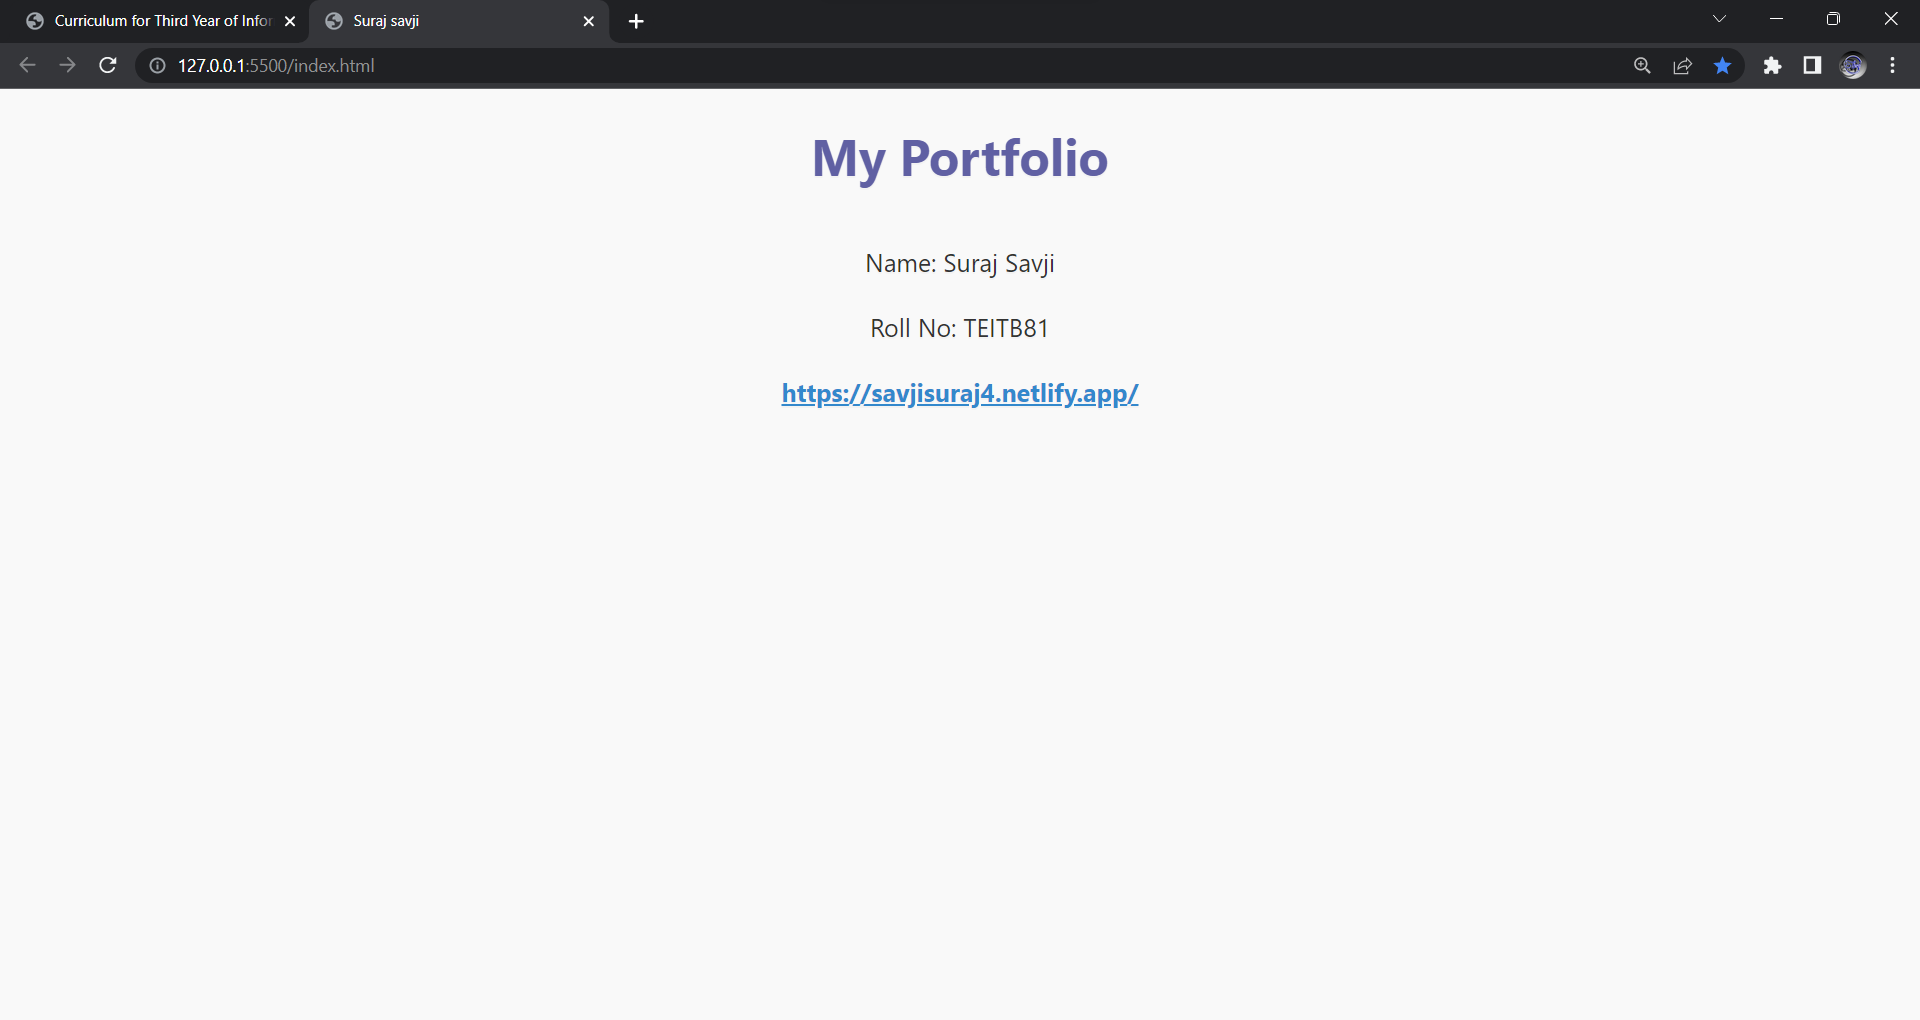 Curriculum for Third Year of Infor
Suraj savji
127.0.0.1:5500/index.html
My Portfolio
Name: Suraj Savji
Roll No: TEITB81
https://savjisuraj4.netlify.app/